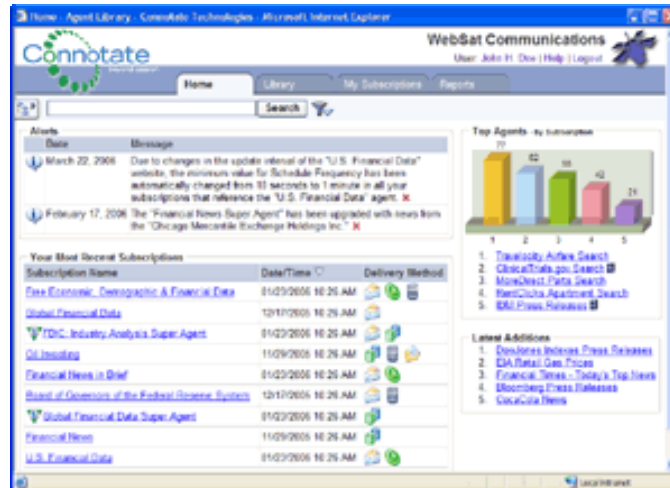 Home - Agent Library - Connotate Technologies - Microsoft Internet Explorer
Connotate
WebSat Communications
User: John H. Doe | Help | Logout
Home
Library
My Subscriptions
Reports
Search
Alerts
Date Message
March 22, 2006 Due to changes in the update interval of the "U.S. Financial Data"
website, the minimum value for Schedule Frequency has been
automatically changed from 10 seconds to 1 minute in all your
subscriptions that reference the "U.S. Financial Data" agent.
February 17, 2006 The "Financial News Super Agent" has been upgraded with news from
the "Chicago Mercantile Exchange Holdings Inc."
Your Most Recent Subscriptions
Subscription Name Date/Time Delivery Method
Free Economic, Demographic & Financial Data 01/23/2006 10:26 AM
Global Financial Data 12/17/2005 10:26 AM
FDIC: Industry Analysis Super Agent 01/23/2006 10:26 AM
Oil Investing 11/29/2005 10:26 AM
Financial News in Brief 01/23/2006 10:26 AM
Board of Governors of the Federal Reserve System 12/17/2005 10:26 AM
Global Financial Data Super Agent 01/23/2006 10:26 AM
Financial News 11/29/2005 10:26 AM
U.S. Financial Data 01/23/2006 10:26 AM
Top Agents - By Subscription
77
62
55
42
21
1 2 3 4 5
1. Travelocity Airfare Search
2. ClinicalTrials.gov Search
3. MoreDirect Parts Search
4. RentClicks Apartment Search
5. IBM Press Releases
Latest Additions
1. DowJones Indexes Press Releases
2. EIA Retail Gas Prices
3. Financial Times - Today's Top News
4. Bloomberg Press Releases
5. CocaCola News
Local intranet